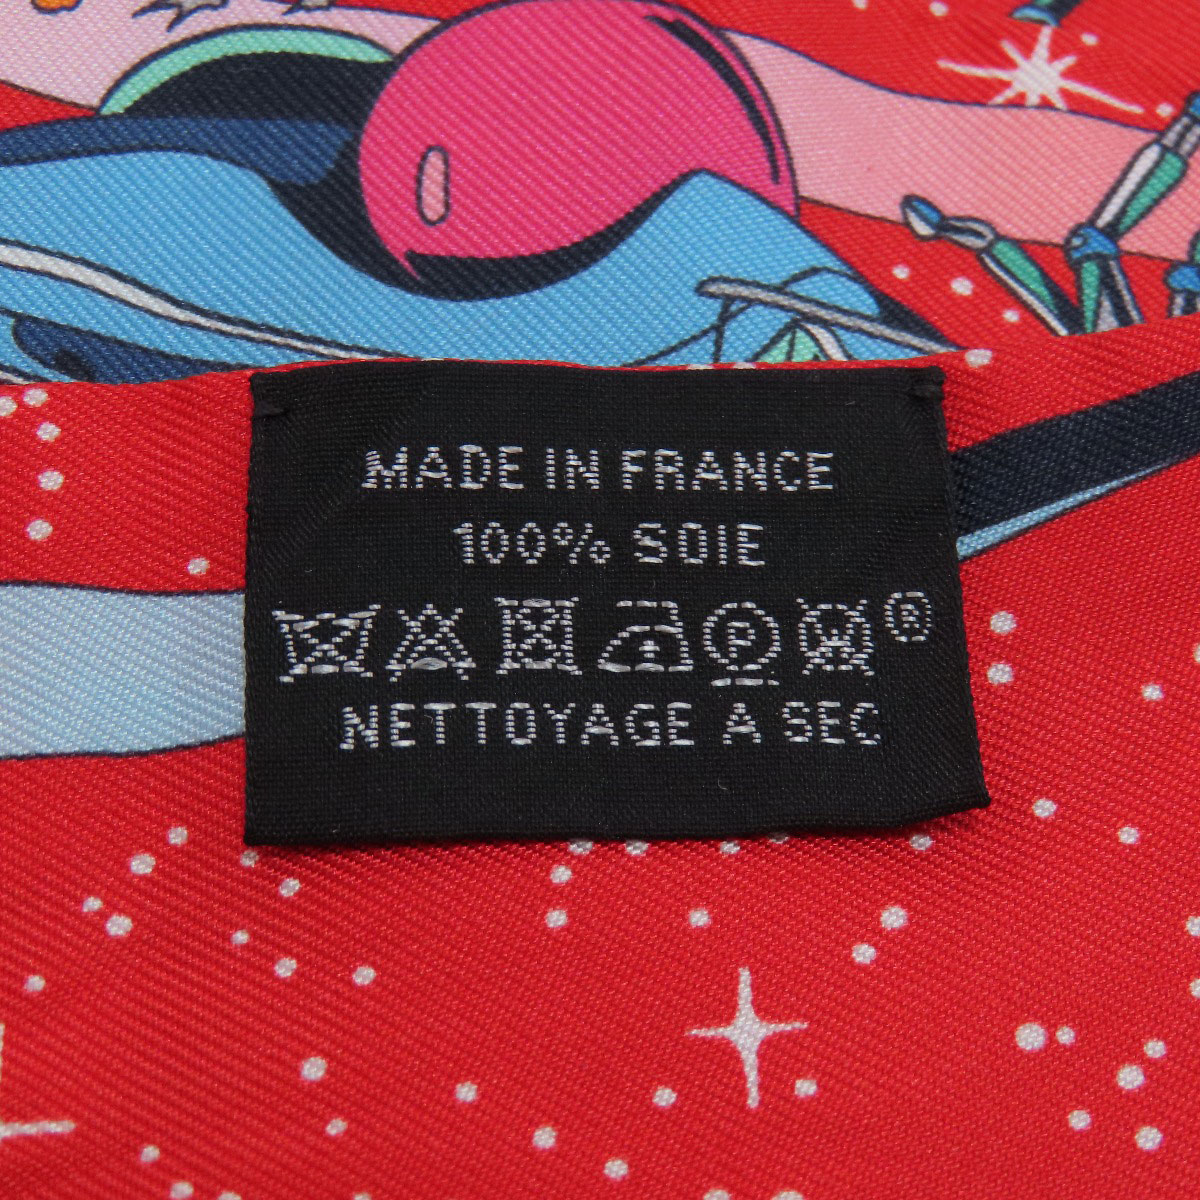 MADE IN FRANCE
100% SOIE
P W ®
NETTOYAGE A SEC